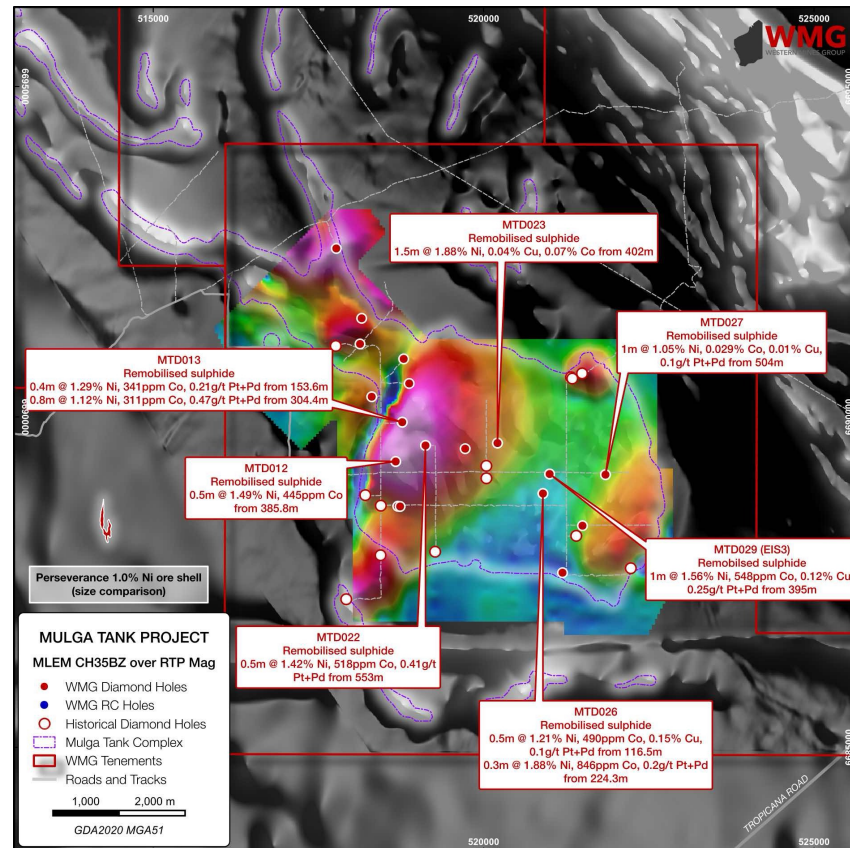 515000
520000
525000
WMG
6695000
6695000
MTD023
Remobilised sulphide
1.5m @ 1.88% Ni, 0.04% Cu, 0.07% Co from 402m
MTD027
Remobilised sulphide
1m @ 1.05% Ni, 0.029% Co, 0.01% Cu,
0.1g/t Pt+Pd from 504m
MTD013
Remobilised sulphide
0.4m @ 1.29% Ni, 341ppm Co, 0.21g/t Pt+Pd from 153.6m
0.8m @ 1.12% Ni, 311ppm Co, 0.47g/t Pt+Pd from 304.4m
6690000
6690000
MTD012
Remobilised sulphide
0.5m @ 1.49% Ni, 445ppm Co
from 385.8m
MTD029 (EIS3)
Remobilsed sulphide
1m @ 1.56% Ni, 548ppm Co, 0.12% Cu
0.25g/t Pt+Pd from 395m
Perseverance 1.0% Ni ore shell
(size comparison)
MTD022
Remobilised sulphide
0.5m @ 1.42% Ni, 518ppm Co, 0.41g/t
Pt+Pd from 553m
MTD026
Remobilised sulphide
0.5m @ 1.21% Ni, 490ppm Co, 0.15% Cu,
0.1g/t Pt+Pd from 116.5m
0.3m @ 1.88% Ni, 846ppm Co, 0.2g/t Pt+Pd
from 224.3m
MULGA TANK PROJECT
MLEM CH35BZ over RTP Mag
WMG Diamond Holes
WMG RC Holes
Historical Diamond Holes
Mulga Tank Complex
WMG Tenements
Roads and Tracks
1,000 2,000 m
GDA2020 MGA51
6685000
TROPICANA ROAD
520000
525000